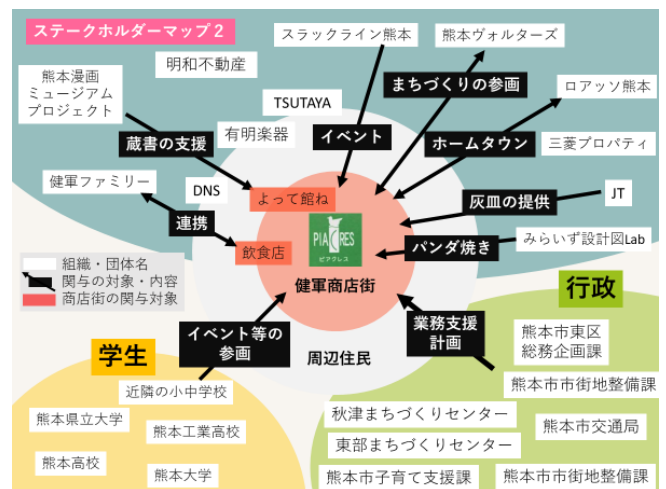 ステークホルダーマップ２
スラックライン熊本
熊本ヴォルターズ
明和不動産
熊本漫画
ミュージアム
プロジェクト
まちづくりの参画
ロアッソ熊本
TSUTAYA
有明楽器
イベント
蔵書の支援
ホームタウン
三菱プロパティ
健軍ファミリー
DNS
よって館ね
灰皿の提供
JT
連携
飲食店
PIACRES
ピアクレス
パンダ焼き
みらいず設計図Lab
組織・団体名
関与の対象・内容
商店街の関与対象
健軍商店街
行政
業務支援
計画
イベント等の
参画
周辺住民
学生
熊本市東区
総務企画課
近隣の小中学校
熊本市市街地整備課
熊本県立大学
熊本工業高校
秋津まちづくりセンター
熊本市交通局
東部まちづくりセンター
熊本高校
熊本大学
熊本市子育て支援課
熊本市市街地整備課